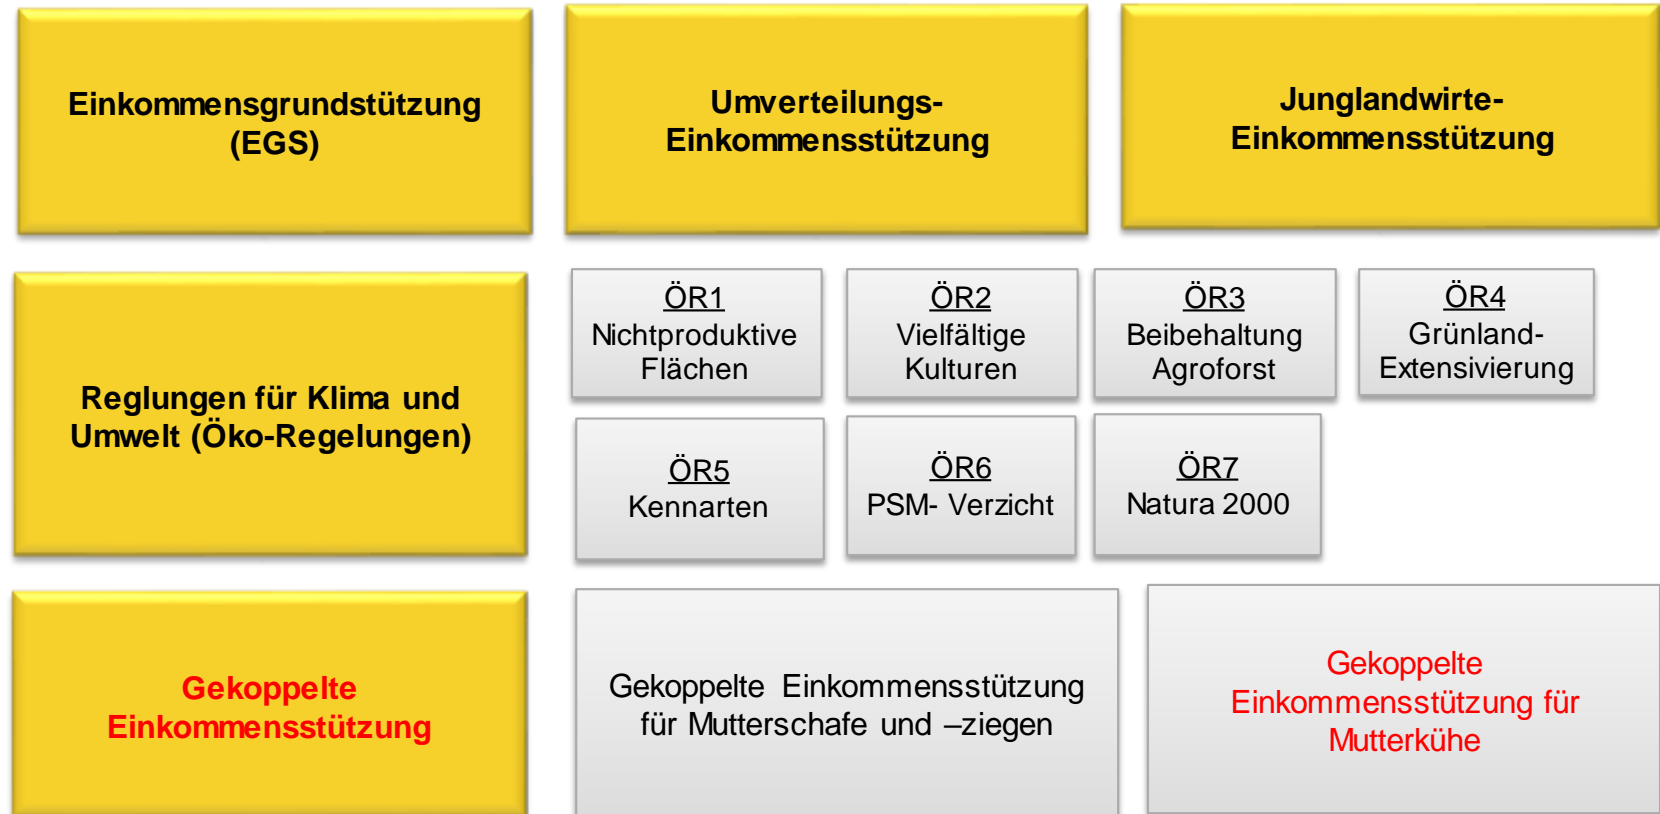 Einkommensgrundstützung
(EGS)
Umverteilungs-
Einkommensstützung
Junglandwirte-
Einkommensstützung
Reglungen für Klima und
Umwelt (Öko-Regelungen)
ÖR1
Nichtproduktive
Flächen
ÖR2
Vielfältige
Kulturen
ÖR3
Beibehaltung
Agroforst
ÖR4
Grünland-
Extensivierung
ÖR5
Kennarten
ÖR6
PSM- Verzicht
ÖR7
Natura 2000
Gekoppelte
Einkommensstützung
Gekoppelte Einkommensstützung
für Mutterschafe und –ziegen
Gekoppelte
Einkommensstützung für
Mutterkühe